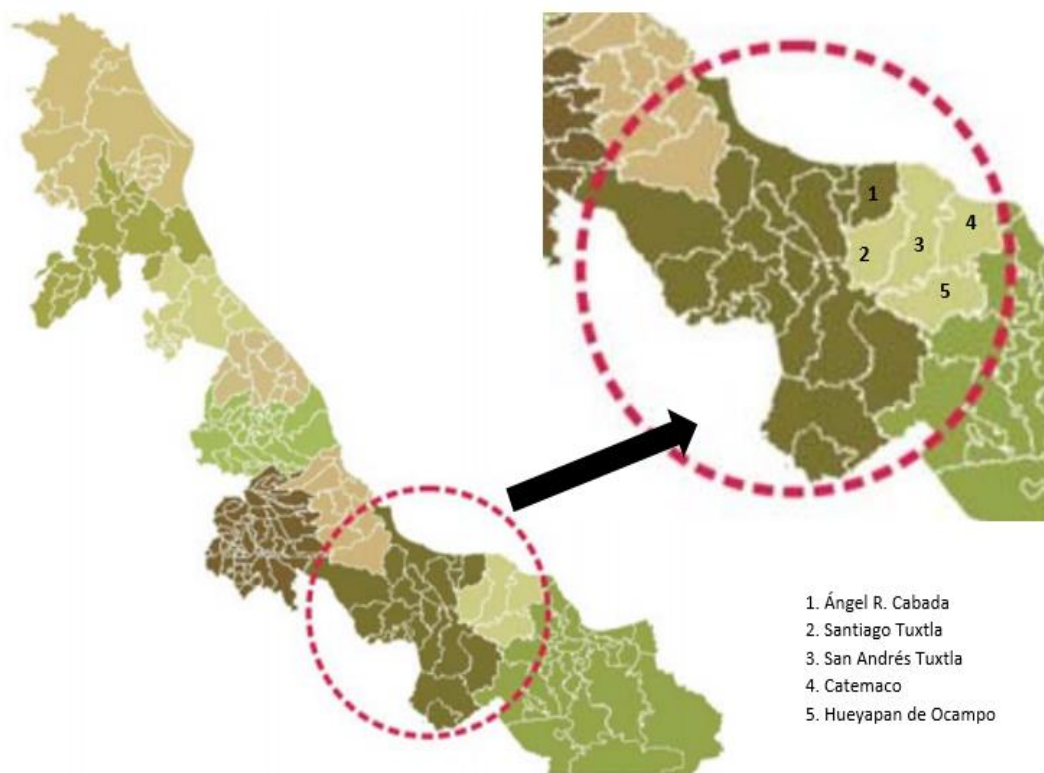 1
2
3
4
5
1. Ángel R. Cabada
2. Santiago Tuxtla
3. San Andrés Tuxtla
4. Catemaco
5. Hueyapan de Ocampo